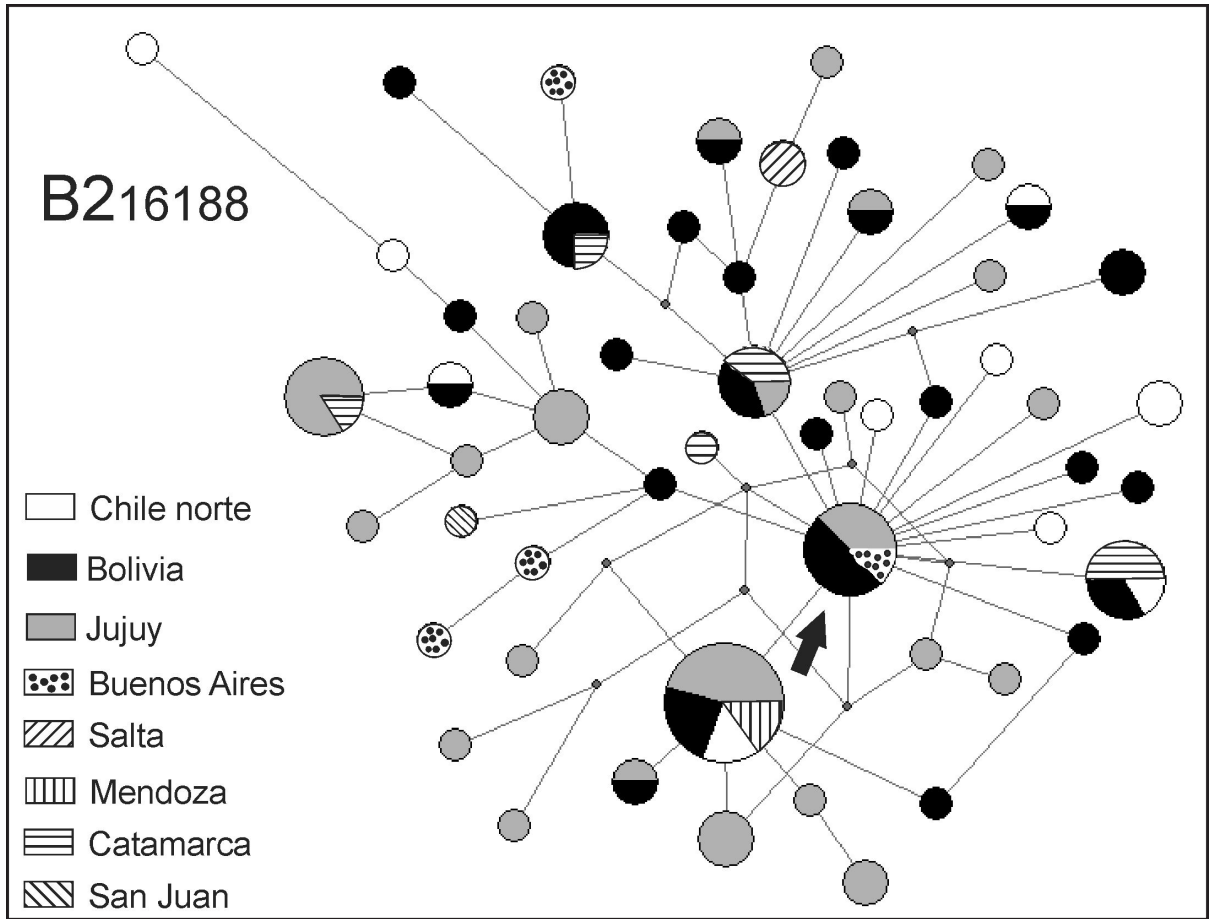 B216188
Chile norte
Bolivia
Jujuy
Buenos Aires
Salta
Mendoza
Catamarca
San Juan